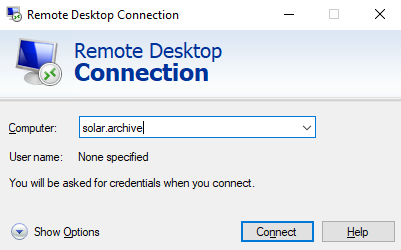 Remote Desktop Connection
Remote Desktop
Connection
Computer: solar.archive
User name: None specified
You will be asked for credentials when you connect.
Show Options Connect Help